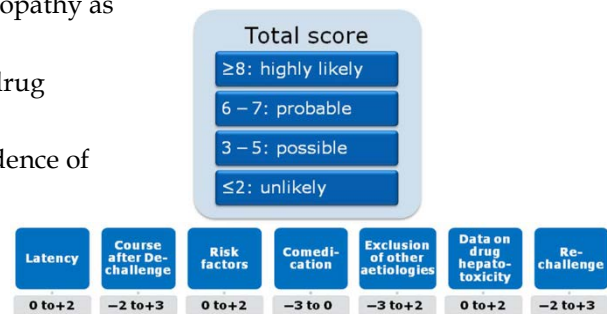 opathy as
drug
dence of
Total score
≥8: highly likely
6 – 7: probable
3 – 5: possible
≤2: unlikely
Latency
Course
after De-
challenge
Risk
factors
Comedi-
cation
Exclusion
of other
aetiologies
Data on
drug
hepato-
toxicity
Re-
challenge
0 to+2
−2 to+3
0 to+2
−3 to 0
−3 to+2
0 to+2
−2 to+3